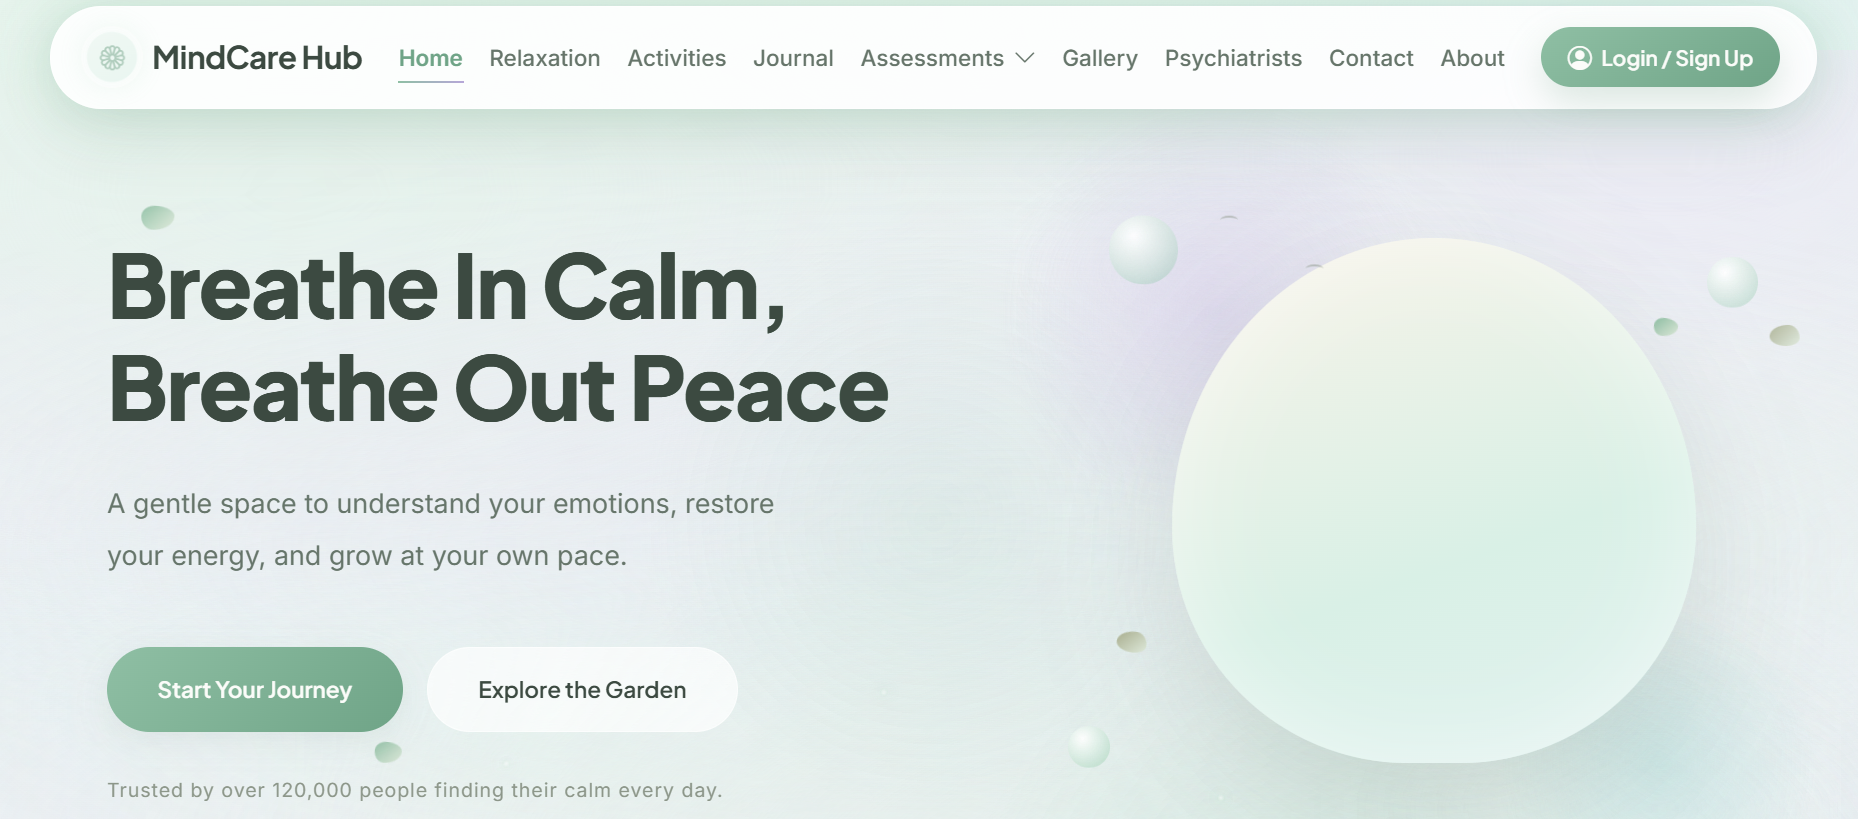 MindCare Hub
Home Relaxation Activities Journal Assessments Gallery Psychiatrists Contact About
Login / Sign Up
Breathe In Calm,
Breathe Out Peace
A gentle space to understand your emotions, restore
your energy, and grow at your own pace.
Start Your Journey
Explore the Garden
Trusted by over 120,000 people finding their calm every day.